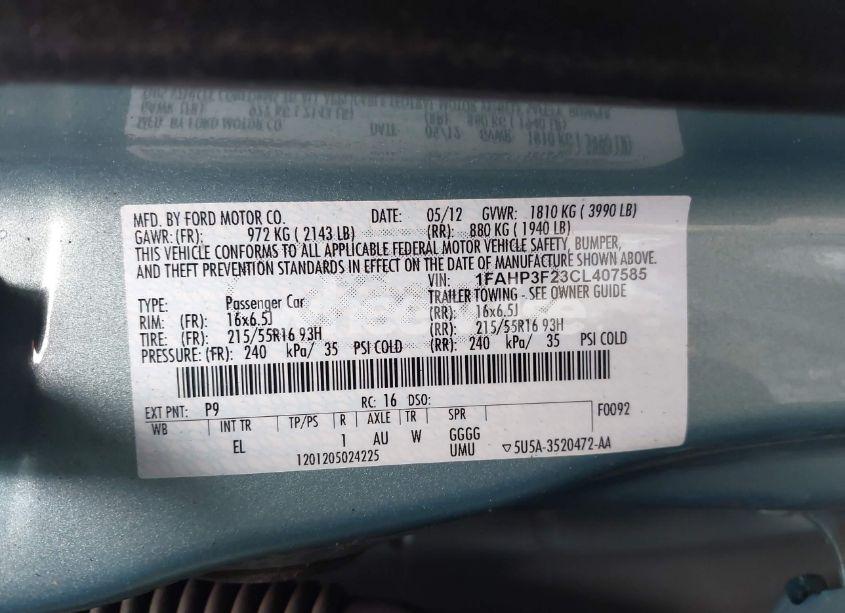 MFD. BY FORD MOTOR CO. DATE: 05/12 GVWR: 1810 KG ( 3990 LB)
GAWR: (FR): 972 KG ( 2143 LB) (RR): 880 KG ( 1940 LB)
THIS VEHICLE CONFORMS TO ALL APPLICABLE FEDERAL MOTOR VEHICLE SAFETY, BUMPER,
AND THEFT PREVENTION STANDARDS IN EFFECT ON THE DATE OF MANUFACTURE SHOWN ABOVE.
VIN: 1FAHP3F23CL407585
TYPE: Passenger Car TRAILER TOWING - SEE OWNER GUIDE
RIM: (FR): 16x6.5J (RR): 16x6.5J
TIRE: (FR): 215/55R16 93H (RR): 215/55R16 93H
PRESSURE: (FR): 240 kPa/ 35 PSI COLD (RR): 240 kPa/ 35 PSI COLD
EXT PNT: P9 RC: 16 DSO: F0092
WB INT TR TP/PS R AXLE TR SPR
EL 1 AU W GGGG
1201205024225 UMU ▽5U5A-3520472-AA